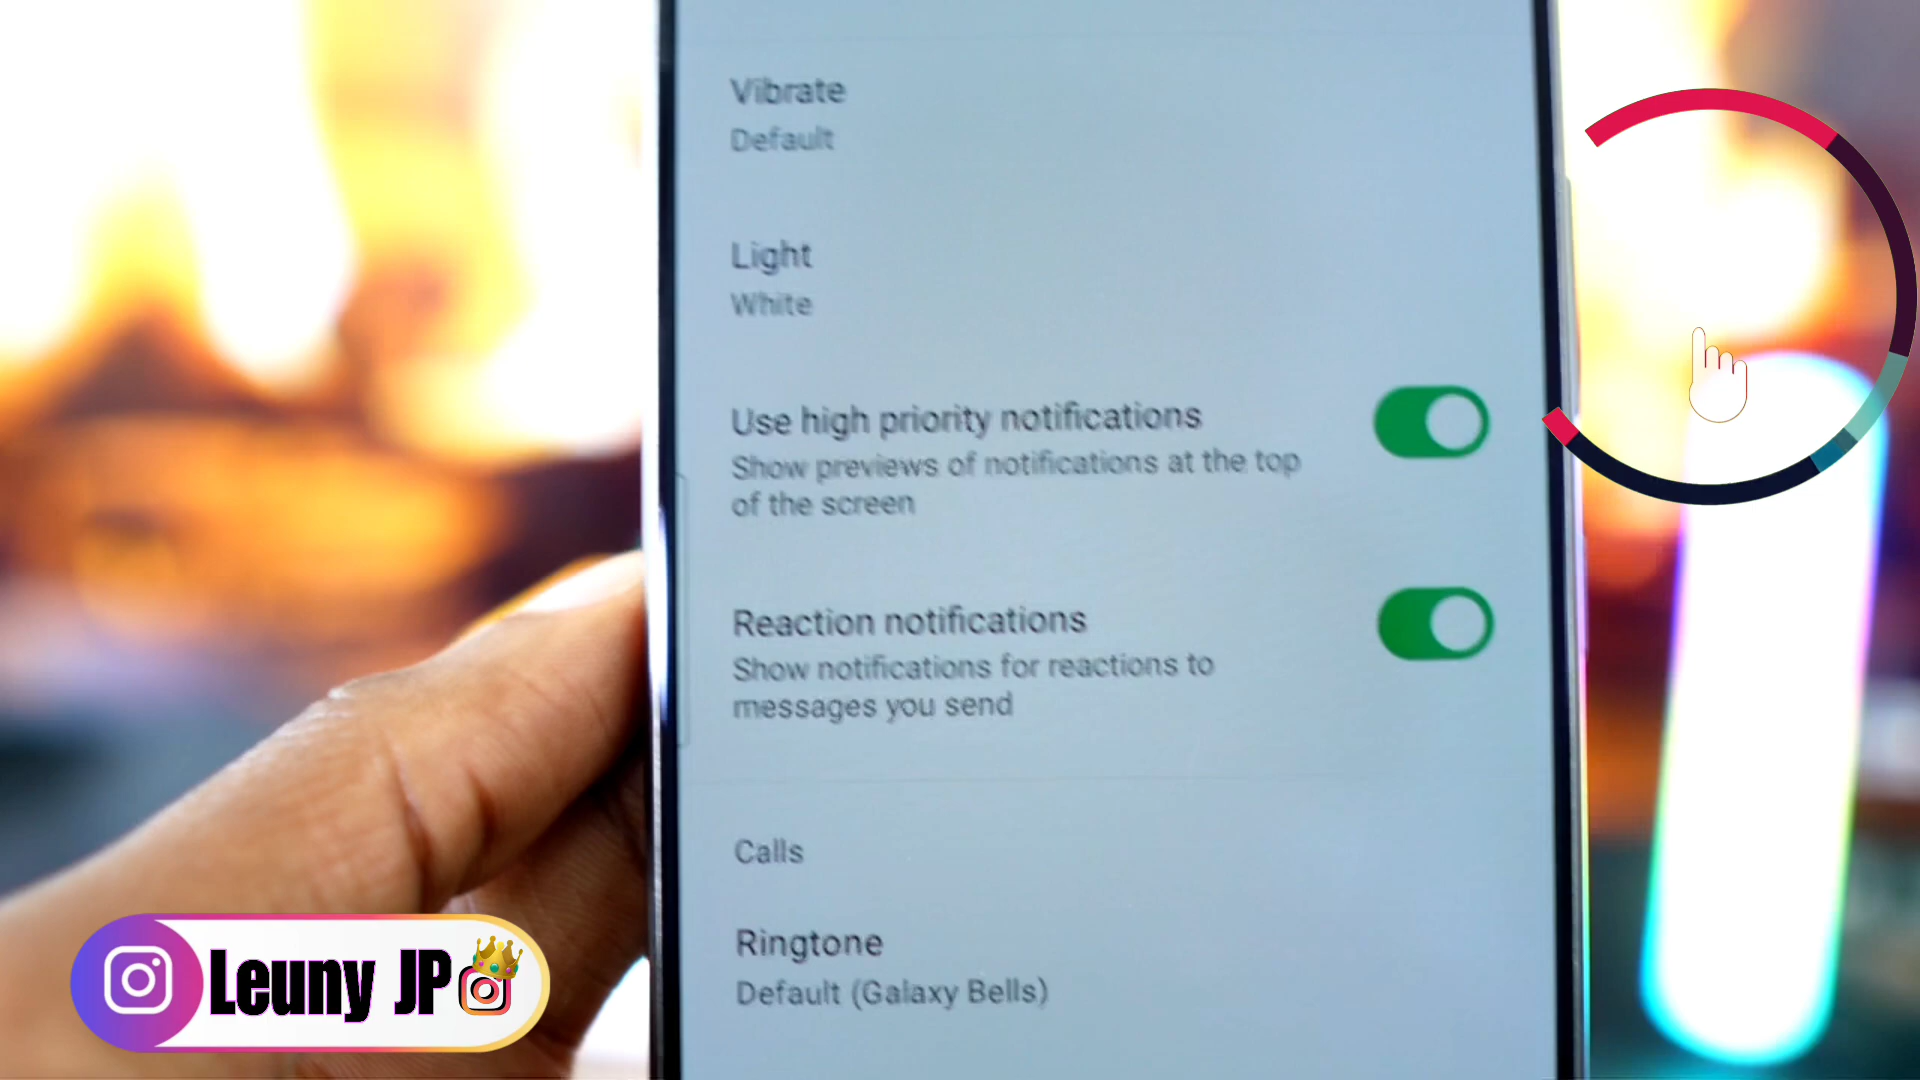 Vibrate
Default
Light
White
Use high priority notifications
Show previews of notifications at the top
of the screen
Reaction notifications
Show notifications for reactions to
messages you send
Calls
Ringtone
Default (Galaxy Bells)
Leuny JP